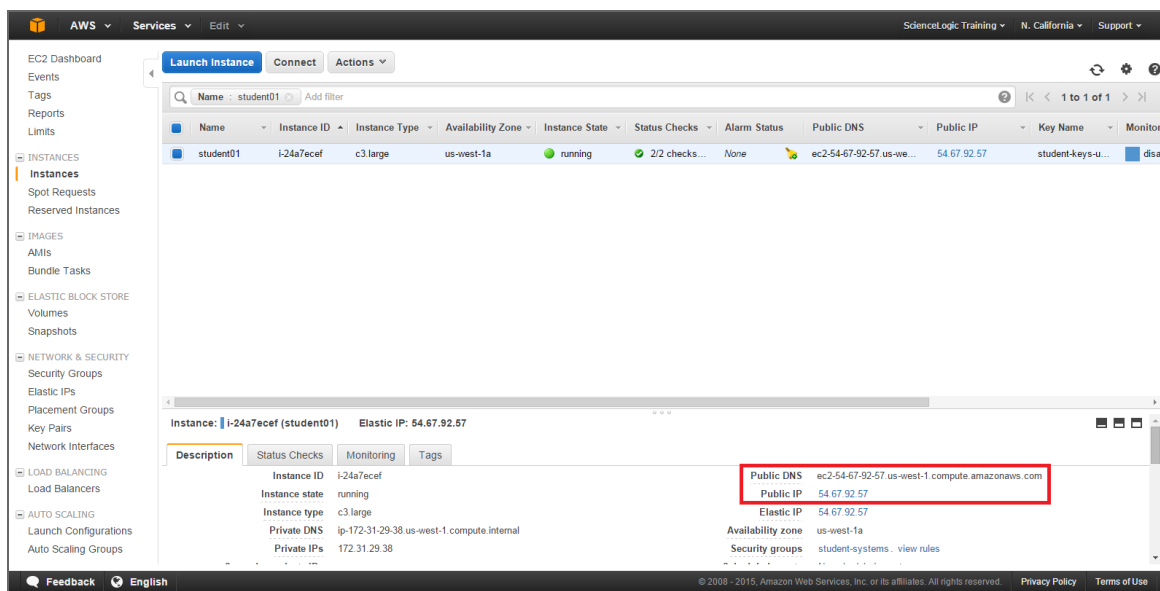 AWS Services Edit ScienceLogic Training N. California Support
EC2 Dashboard
Events
Tags
Reports
Limits
INSTANCES
Instances
Spot Requests
Reserved Instances
IMAGES
AMIs
Bundle Tasks
ELASTIC BLOCK STORE
Volumes
Snapshots
NETWORK & SECURITY
Security Groups
Elastic IPs
Placement Groups
Key Pairs
Network Interfaces
LOAD BALANCING
Load Balancers
AUTO SCALING
Launch Configurations
Auto Scaling Groups
Launch Instance Connect Actions
Name : student01 Add filter 1 to 1 of 1
Name Instance ID Instance Type Availability Zone Instance State Status Checks Alarm Status Public DNS Public IP Key Name Monitor
student01 i-24a7ecef c3.large us-west-1a running 2/2 checks... None ec2-54-67-92-57.us-we... 54.67.92.57 student-keys-u... disa
Instance: i-24a7ecef (student01) Elastic IP: 54.67.92.57
Description Status Checks Monitoring Tags
Instance ID i-24a7ecef Public DNS ec2-54-67-92-57.us-west-1.compute.amazonaws.com
Instance state running Public IP 54.67.92.57
Instance type c3.large Elastic IP 54.67.92.57
Private DNS ip-172-31-29-38.us-west-1.compute.internal Availability zone us-west-1a
Private IPs 172.31.29.38 Security groups student-systems. view rules
Feedback English © 2008 - 2015, Amazon Web Services, Inc. or its affiliates. All rights reserved. Privacy Policy Terms of Use